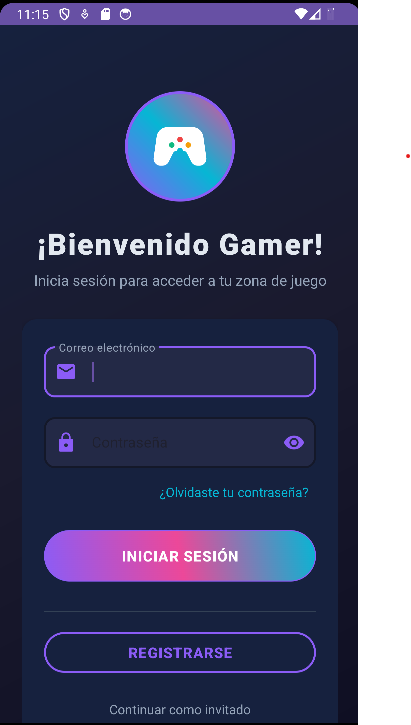 11:15
¡Bienvenido Gamer!
Inicia sesión para acceder a tu zona de juego
Correo electrónico
Contraseña
¿Olvidaste tu contraseña?
INICIAR SESIÓN
REGISTRARSE
Continuar como invitado